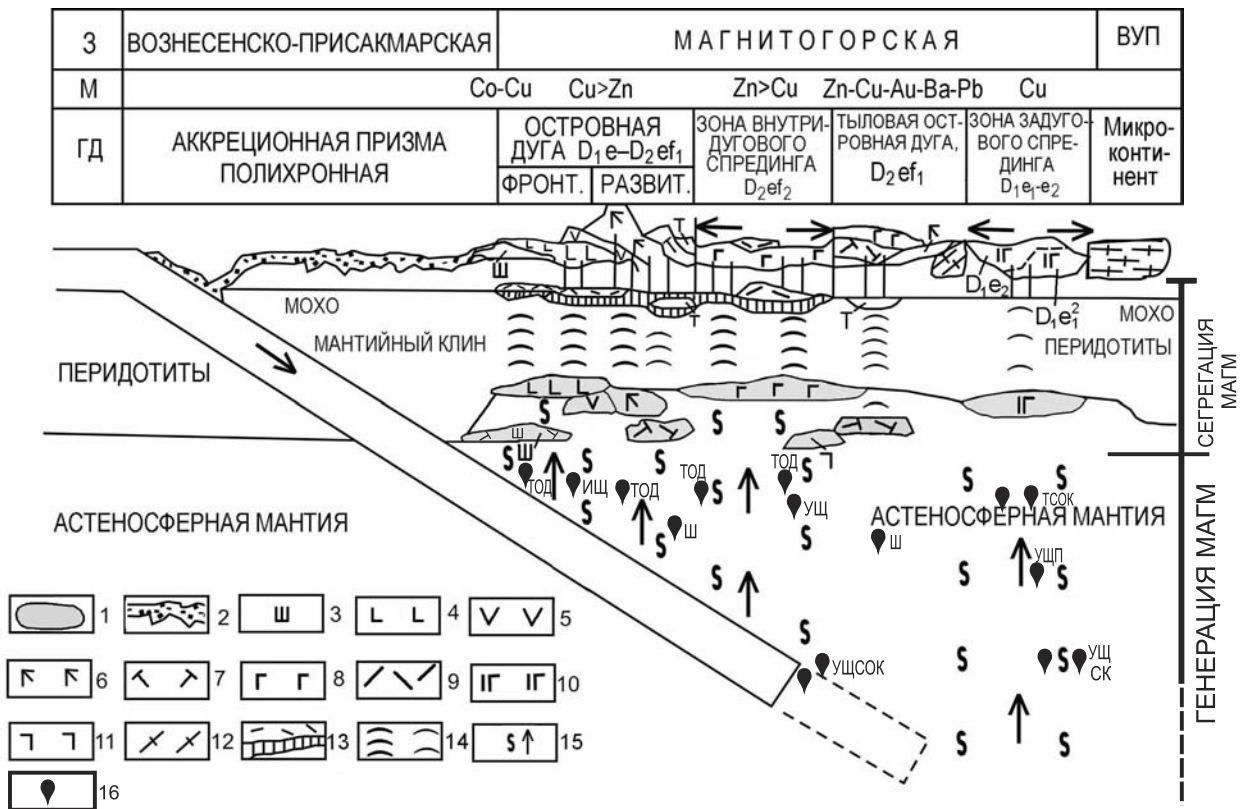 З ВОЗНЕСЕНСКО-ПРИСАКМАРСКАЯ МАГНИТОГОРСКАЯ ВУП
М Co-Cu Cu>Zn Zn>Cu Zn-Cu-Au-Ba-Pb Cu
ГД
АККРЕЦИОННАЯ ПРИЗМА
ПОЛИХРОННАЯ
ОСТРОВНАЯ
ДУГА D₁e–D₂ef₁
ФРОНТ. РАЗВИТ.
ЗОНА ВНУТРИ-
ДУГОВОГО
СПРЕДИНГА
D₂ef₂
ТЫЛОВАЯ ОСТ-
РОВНАЯ ДУГА,
D₂ef₁
ЗОНА ЗАДУГО-
ВОГО СПРЕ-
ДИНГА
D₁e₁-e₂
Микро-
конти-
нент
Т
Ш
D₁e₂
МОХО
Т
Т
D₁e₁²
МОХО
МАНТИЙНЫЙ КЛИН
ПЕРИДОТИТЫ
ПЕРИДОТИТЫ
СЕГРЕГАЦИЯ
МАГМ
Ш
Ш
ТОД
ИЩ
ТОД
ТОД
ТОД
УЩ
Ш
Ш
ТСОК
АСТЕНОСФЕРНАЯ МАНТИЯ
АСТЕНОСФЕРНАЯ МАНТИЯ
УЩП
УЩСОК
УЩ
СК
ГЕНЕРАЦИЯ МАГМ
1 2 Ш 3 4 5
6 7 8 9 10
11 12 13 14 S 15
16